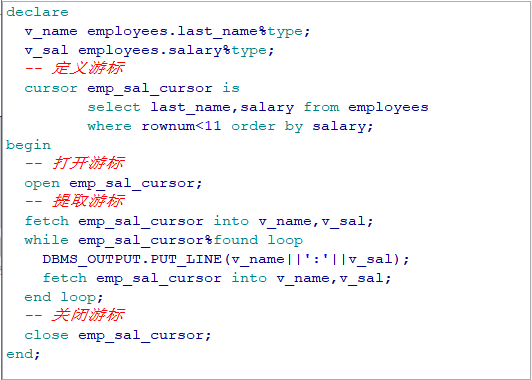 declare
  v_name employees.last_name%type;
  v_sal employees.salary%type;
  -- 定义游标
  cursor emp_sal_cursor is
         select last_name,salary from employees
         where rownum<11 order by salary;
begin
  -- 打开游标
  open emp_sal_cursor;
  -- 提取游标
  fetch emp_sal_cursor into v_name,v_sal;
  while emp_sal_cursor%found loop
    DBMS_OUTPUT.PUT_LINE(v_name||':'||v_sal);
    fetch emp_sal_cursor into v_name,v_sal;
  end loop;
  -- 关闭游标
  close emp_sal_cursor;
end;